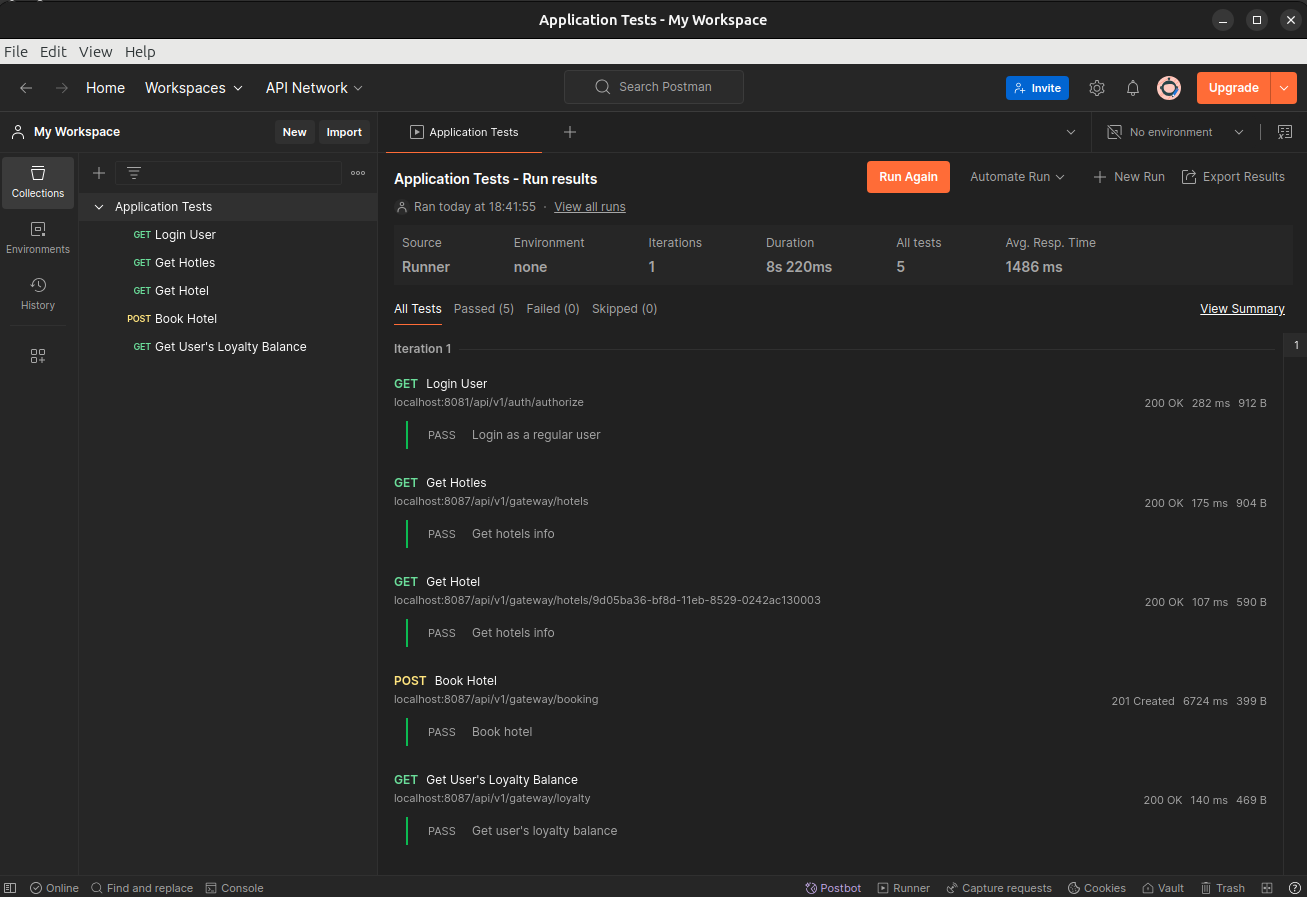 Application Tests - My Workspace
File Edit View Help
Home Workspaces API Network Search Postman Invite Upgrade
My Workspace New Import Application Tests No environment
Collections
Environments
History
Application Tests
GET Login User
GET Get Hotles
GET Get Hotel
POST Book Hotel
GET Get User's Loyalty Balance
Application Tests - Run results Run Again Automate Run New Run Export Results
Ran today at 18:41:55 · View all runs
Source Environment Iterations Duration All tests Avg. Resp. Time
Runner none 1 8s 220ms 5 1486 ms
All Tests Passed (5) Failed (0) Skipped (0) View Summary
Iteration 1 1
GET Login User
localhost:8081/api/v1/auth/authorize 200 OK 282 ms 912 B
PASS Login as a regular user
GET Get Hotles
localhost:8087/api/v1/gateway/hotels 200 OK 175 ms 904 B
PASS Get hotels info
GET Get Hotel
localhost:8087/api/v1/gateway/hotels/9d05ba36-bf8d-11eb-8529-0242ac130003 200 OK 107 ms 590 B
PASS Get hotels info
POST Book Hotel
localhost:8087/api/v1/gateway/booking 201 Created 6724 ms 399 B
PASS Book hotel
GET Get User's Loyalty Balance
localhost:8087/api/v1/gateway/loyalty 200 OK 140 ms 469 B
PASS Get user's loyalty balance
Online Find and replace Console Postbot Runner Capture requests Cookies Vault Trash